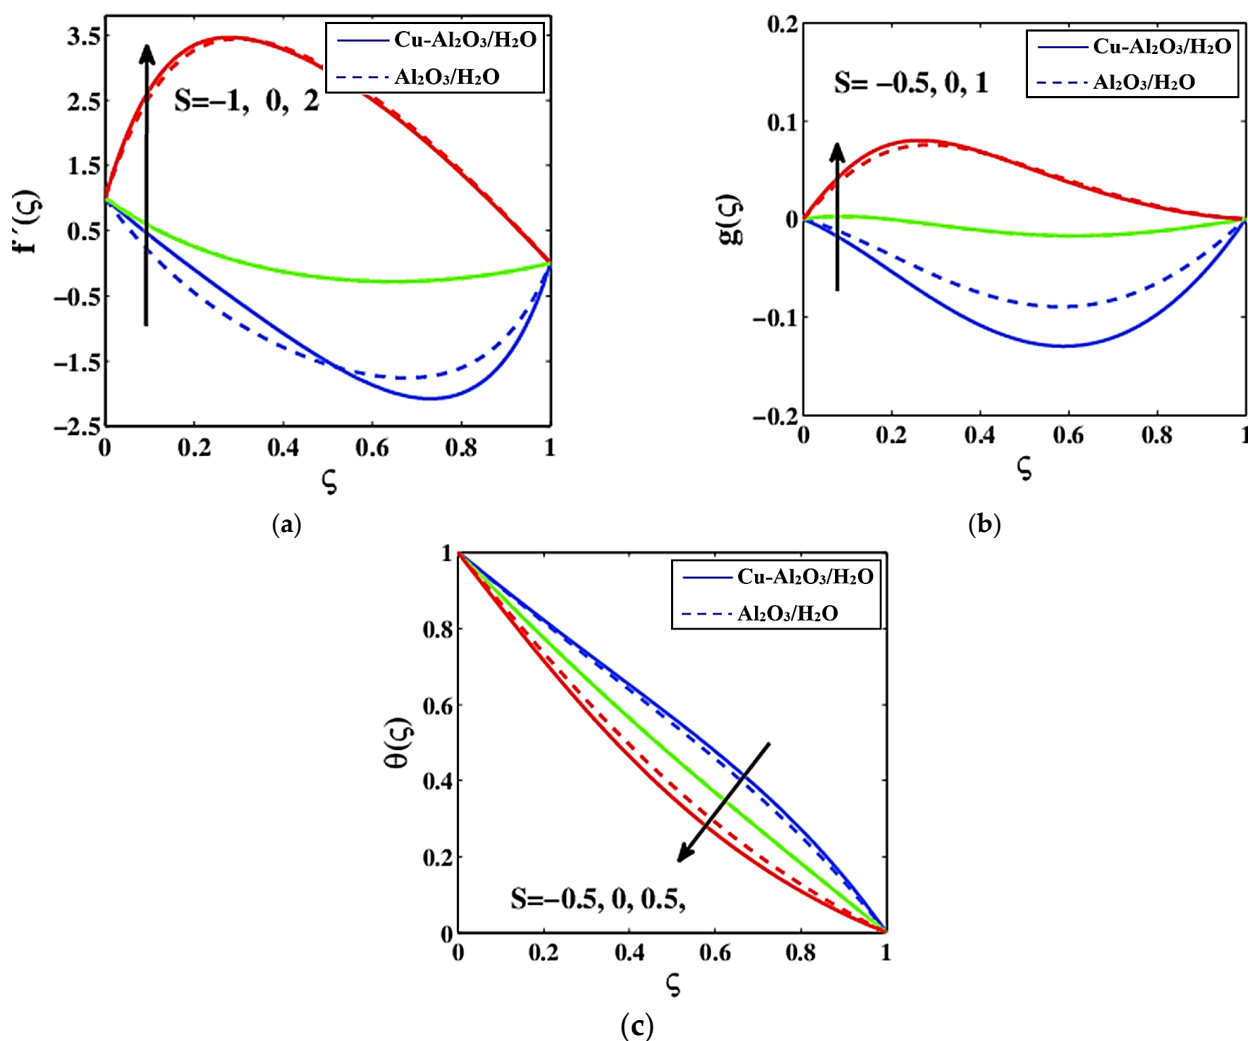 3.5
2.5
1
0.5
−0.5
−1.5
−2.5
f´(ς)
Cu-Al₂O₃/H₂O
Al₂O₃/H₂O
S=−1, 0, 2
0 0.2 0.4 0.6 0.8 1
ς
(a)
0.2
0.1
0
−0.1
−0.2
g(ς)
Cu-Al₂O₃/H₂O
Al₂O₃/H₂O
S= −0.5, 0, 1
0 0.2 0.4 0.6 0.8 1
ς
(b)
1
0.8
0.6
0.4
0.2
0
θ(ς)
Cu-Al₂O₃/H₂O
Al₂O₃/H₂O
S=−0.5, 0, 0.5,
0 0.2 0.4 0.6 0.8 1
ς
(c)